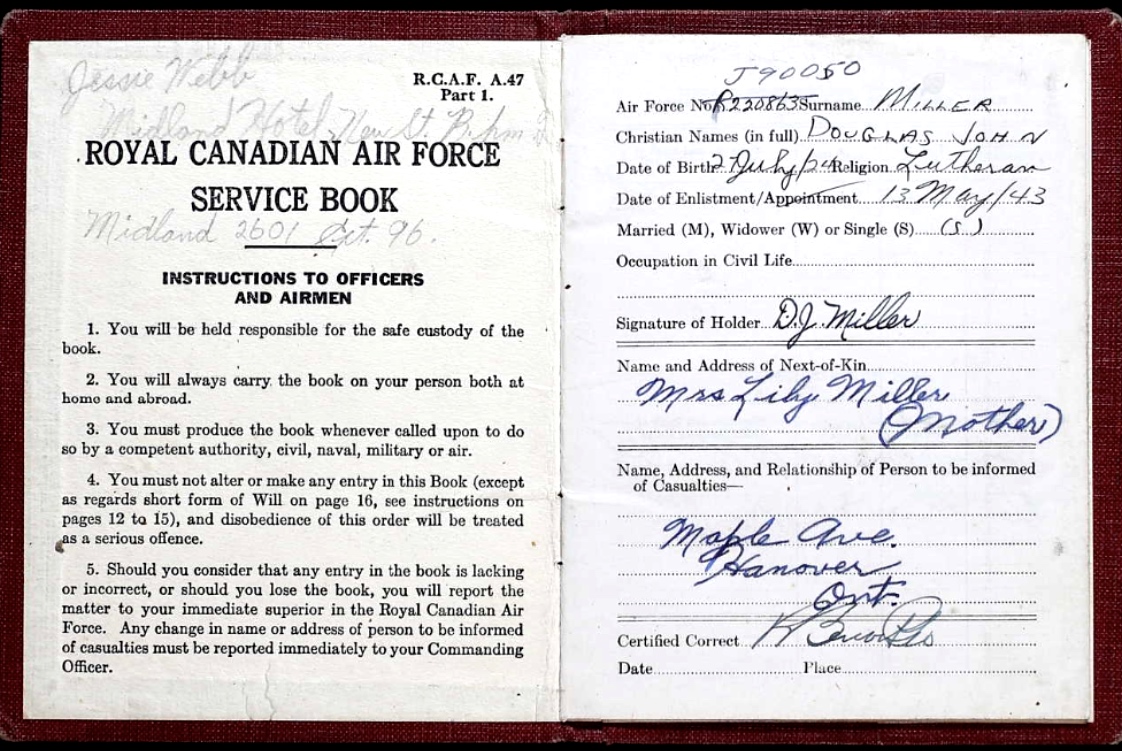 Jessie Webb
R.C.A.F. A.47
Part 1.
Midland Hotel, New St. B'ham 2
ROYAL CANADIAN AIR FORCE
SERVICE BOOK
Midland 2601 Ext. 96.
INSTRUCTIONS TO OFFICERS
AND AIRMEN
1. You will be held responsible for the safe custody of the
book.
2. You will always carry the book on your person both at
home and abroad.
3. You must produce the book whenever called upon to do
so by a competent authority, civil, naval, military or air.
4. You must not alter or make any entry in this Book (except
as regards short form of Will on page 16, see instructions on
pages 12 to 15), and disobedience of this order will be treated
as a serious offence.
5. Should you consider that any entry in the book is lacking
or incorrect, or should you lose the book, you will report the
matter to your immediate superior in the Royal Canadian Air
Force. Any change in name or address of person to be informed
of casualties must be reported immediately to your Commanding
Officer.
J90050
Air Force No. R220863 Surname MILLER
Christian Names (in full) DOUGLAS JOHN
Date of Birth 2 July/24 Religion Lutheran
Date of Enlistment/Appointment 13 May/43
Married (M), Widower (W) or Single (S) (S)
Occupation in Civil Life
Signature of Holder D.J. Miller
Name and Address of Next-of-Kin
Mrs Lily Miller
(Mother)
Name, Address, and Relationship of Person to be informed
of Casualties—
Maple Ave.
Hanover
Ont.
Certified Correct
Date Place